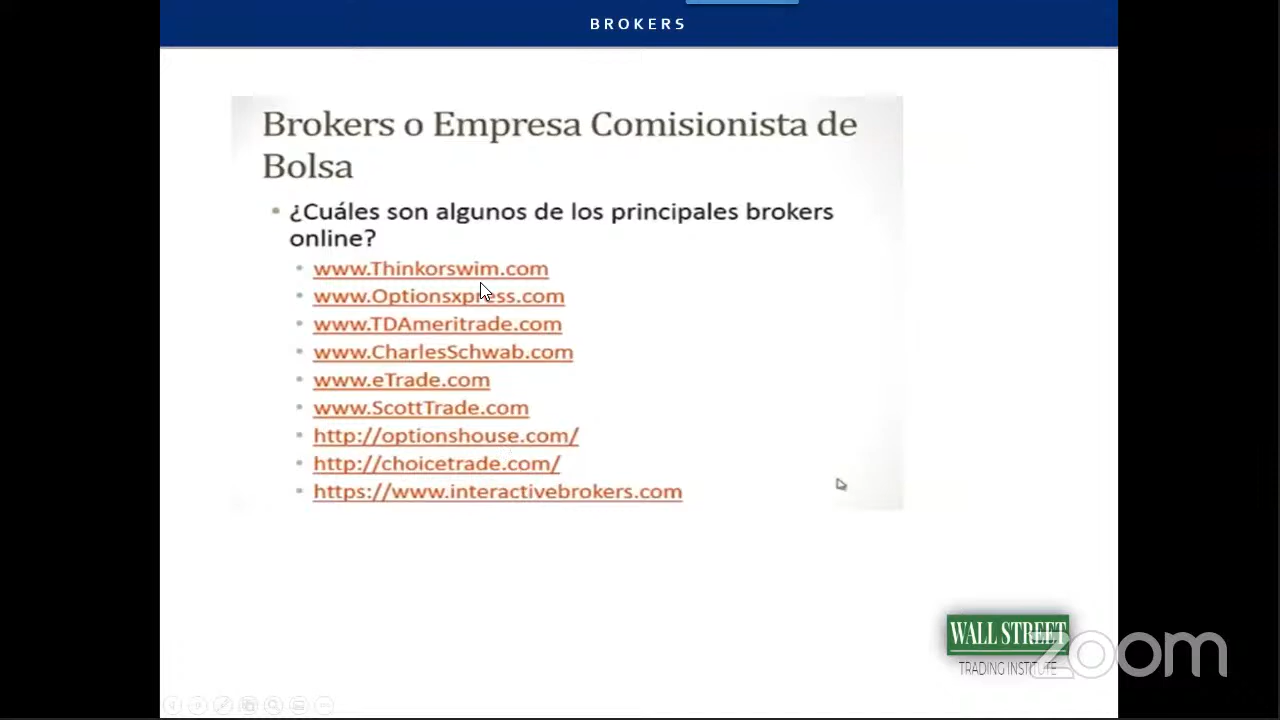 BROKERS
Brokers o Empresa Comisionista de
Bolsa
• ¿Cuáles son algunos de los principales brokers
online?
• www.Thinkorswim.com
• www.Optionsxpress.com
• www.TDAmeritrade.com
• www.CharlesSchwab.com
• www.eTrade.com
• www.ScottTrade.com
• http://optionshouse.com/
• http://choicetrade.com/
• https://www.interactivebrokers.com
WALL STREET
TRADING INSTITUTE
zoom